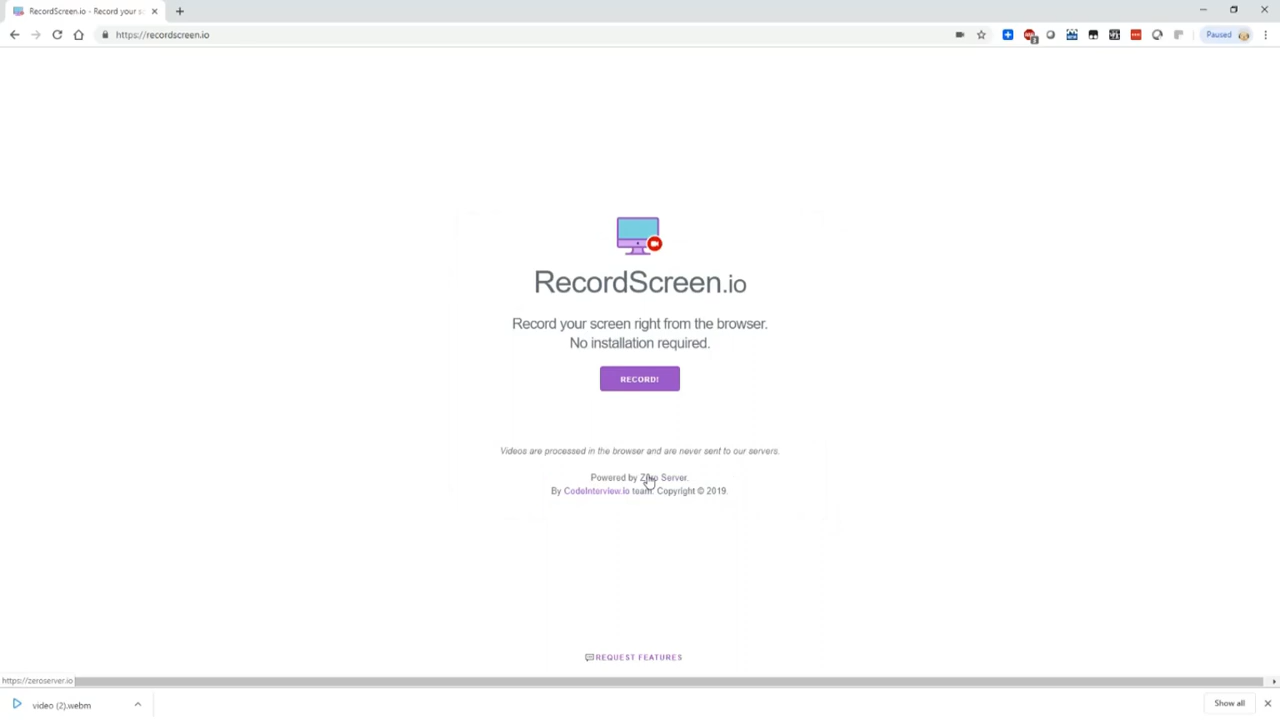 RecordScreen.io - Record your s
https://recordscreen.io
Paused
RecordScreen.io
Record your screen right from the browser.
No installation required.
RECORD!
Videos are processed in the browser and are never sent to our servers.
Powered by Zero Server.
By CodeInterview.io team. Copyright © 2019.
REQUEST FEATURES
https://zeroserver.io
video (2).webm
Show all